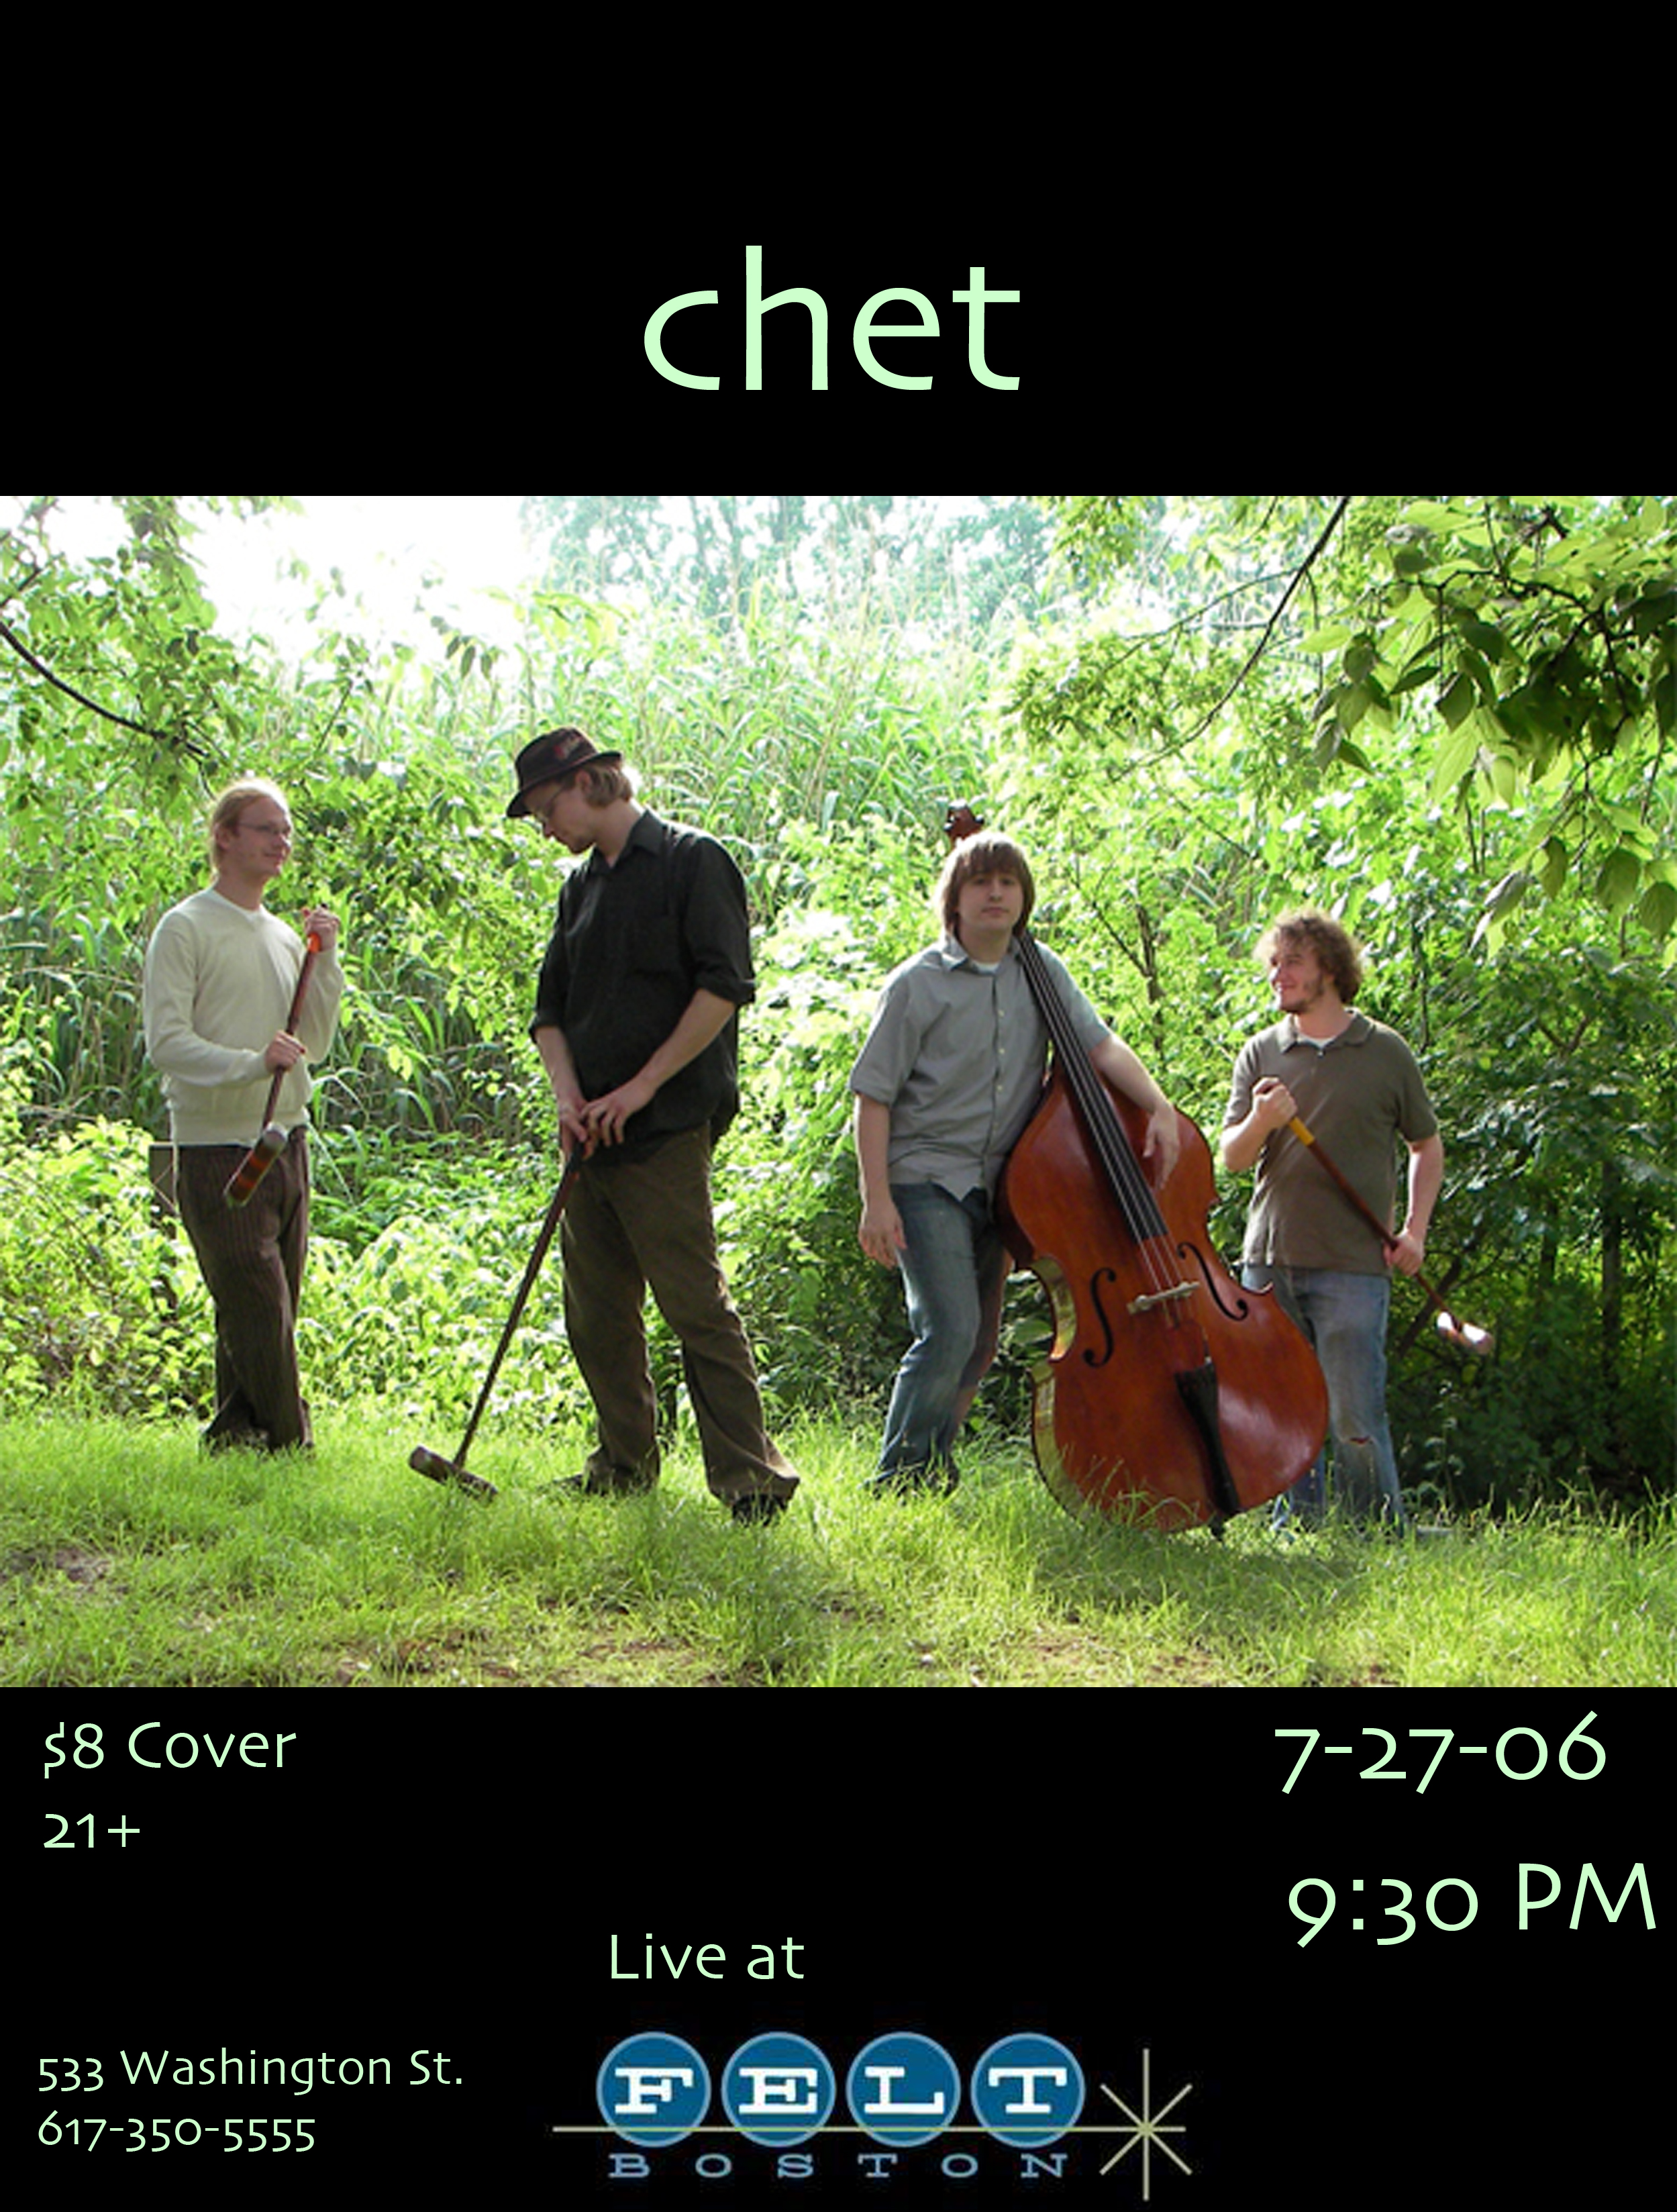 chet
$8 Cover
21+
7-27-06
9:30 PM
Live at
FELT
BOSTON
533 Washington St.
617-350-5555